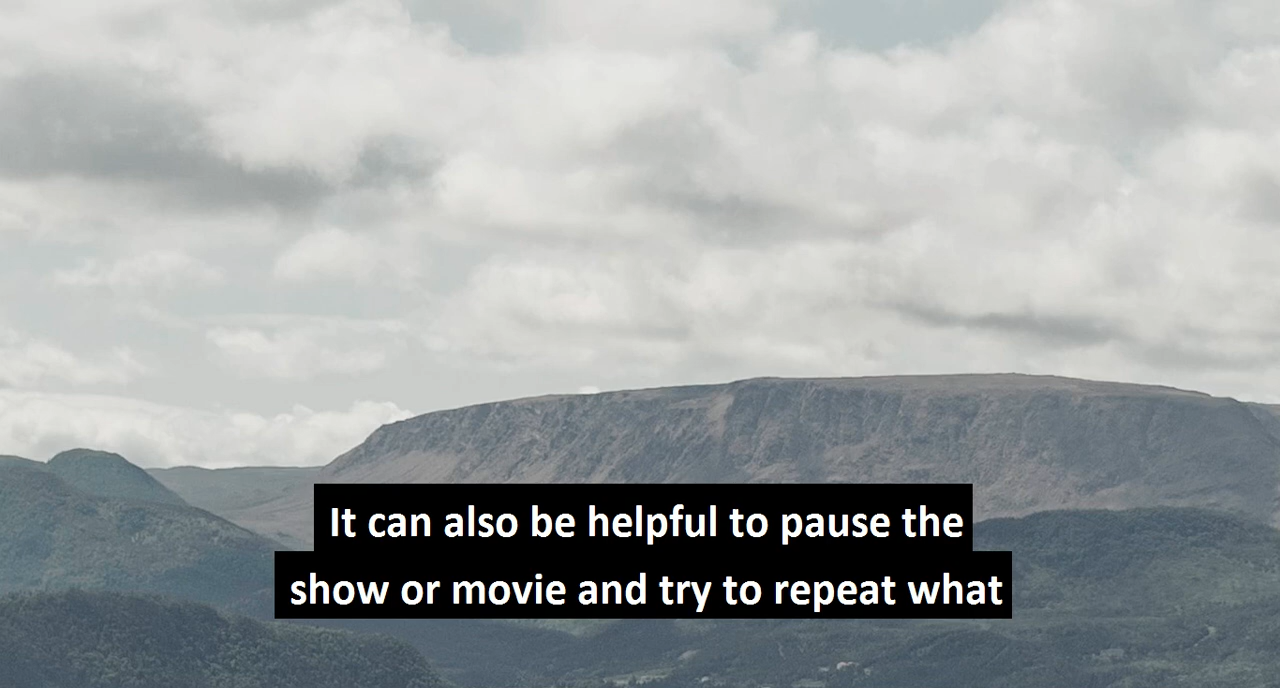 It can also be helpful to pause the
show or movie and try to repeat what